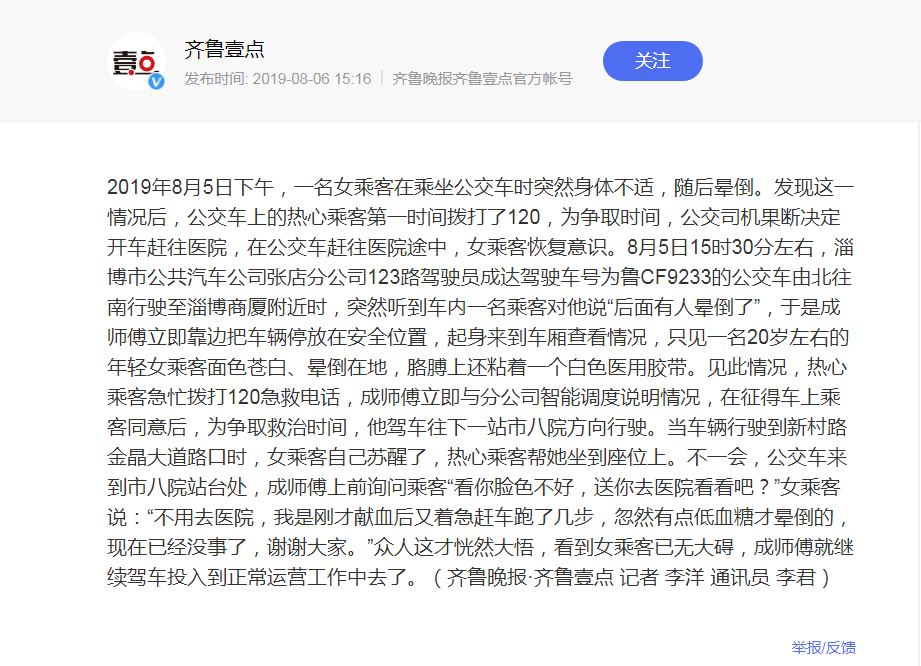 壹点
齐鲁壹点
发布时间: 2019-08-06 15:16 | 齐鲁晚报齐鲁壹点官方帐号
关注
2019年8月5日下午，一名女乘客在乘坐公交车时突然身体不适，随后晕倒。发现这一
情况后，公交车上的热心乘客第一时间拨打了120，为争取时间，公交司机果断决定
开车赶往医院，在公交车赶往医院途中，女乘客恢复意识。8月5日15时30分左右，淄
博市公共汽车公司张店分公司123路驾驶员成达驾驶车号为鲁CF9233的公交车由北往
南行驶至淄博商厦附近时，突然听到车内一名乘客对他说“后面有人晕倒了”，于是成
师傅立即靠边把车辆停放在安全位置，起身来到车厢查看情况，只见一名20岁左右的
年轻女乘客面色苍白、晕倒在地，胳膊上还粘着一个白色医用胶带。见此情况，热心
乘客急忙拨打120急救电话，成师傅立即与分公司智能调度说明情况，在征得车上乘
客同意后，为争取救治时间，他驾车往下一站市八院方向行驶。当车辆行驶到新村路
金晶大道路口时，女乘客自己苏醒了，热心乘客帮她坐到座位上。不一会，公交车来
到市八院站台处，成师傅上前询问乘客“看你脸色不好，送你去医院看看吧？”女乘客
说：“不用去医院，我是刚才献血后又着急赶车跑了几步，忽然有点低血糖才晕倒的，
现在已经没事了，谢谢大家。”众人这才恍然大悟，看到女乘客已无大碍，成师傅就继
续驾车投入到正常运营工作中去了。（齐鲁晚报·齐鲁壹点 记者 李洋 通讯员 李君）
举报/反馈